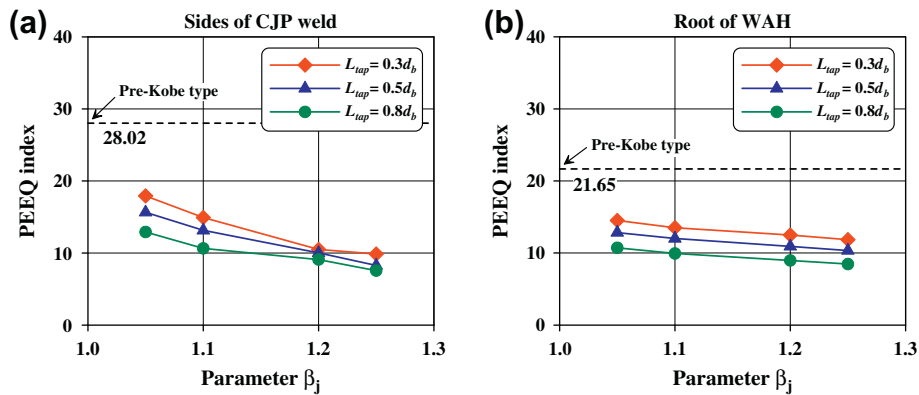 (a)
Sides of CJP weld
40
30
20
10
0
1.0
1.1
1.2
1.3
PEEQ index
Parameter βj
Pre-Kobe type
28.02
Ltap = 0.3db
Ltap = 0.5db
Ltap = 0.8db
(b)
Root of WAH
40
30
20
10
0
1.0
1.1
1.2
1.3
PEEQ index
Parameter βj
Pre-Kobe type
21.65
Ltap = 0.3db
Ltap = 0.5db
Ltap = 0.8db